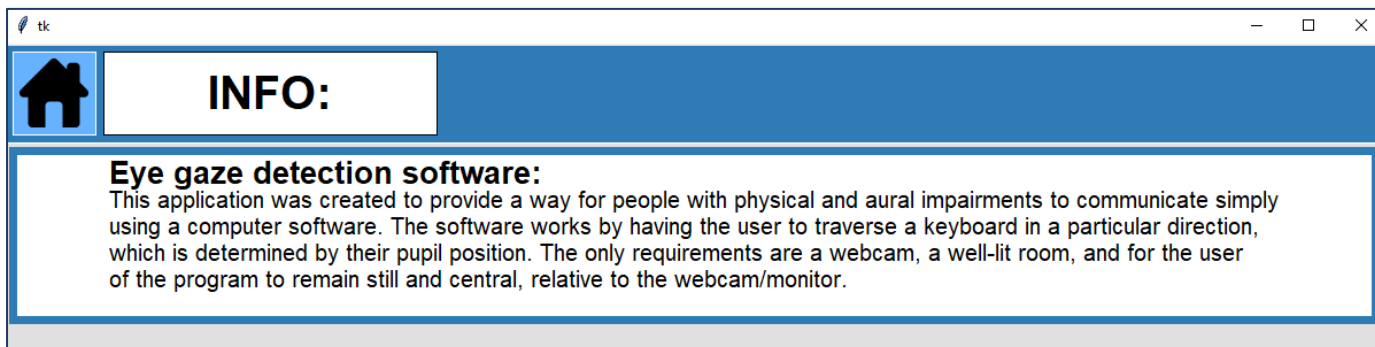 tk
INFO:
Eye gaze detection software:
This application was created to provide a way for people with physical and aural impairments to communicate simply
using a computer software. The software works by having the user to traverse a keyboard in a particular direction,
which is determined by their pupil position. The only requirements are a webcam, a well-lit room, and for the user
of the program to remain still and central, relative to the webcam/monitor.